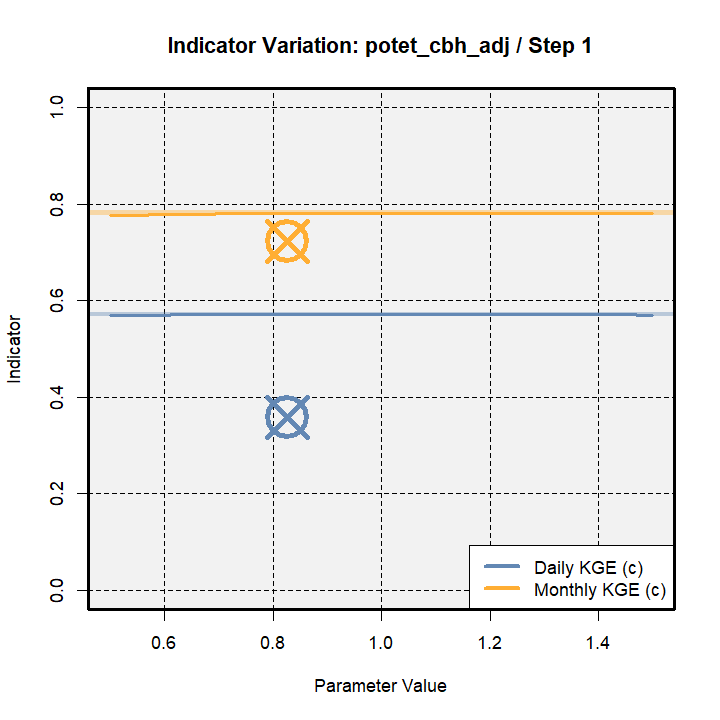 Indicator Variation: potet_cbh_adj / Step 1
Indicator
1.0
0.8
0.6
0.4
0.2
0.0
Daily KGE (c)
Monthly KGE (c)
0.6 0.8 1.0 1.2 1.4
Parameter Value